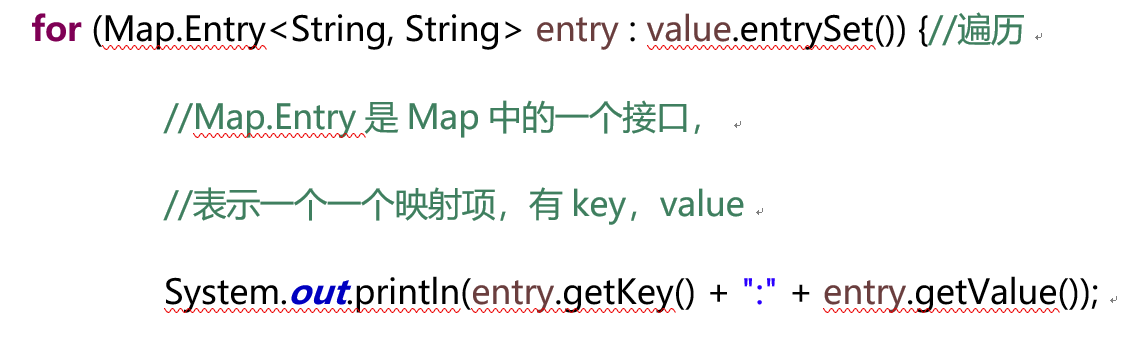 for (Map.Entry<String, String> entry : value.entrySet()) {//遍历
//Map.Entry 是 Map 中的一个接口，
//表示一个一个映射项，有 key，value
System.out.println(entry.getKey() + ":" + entry.getValue());